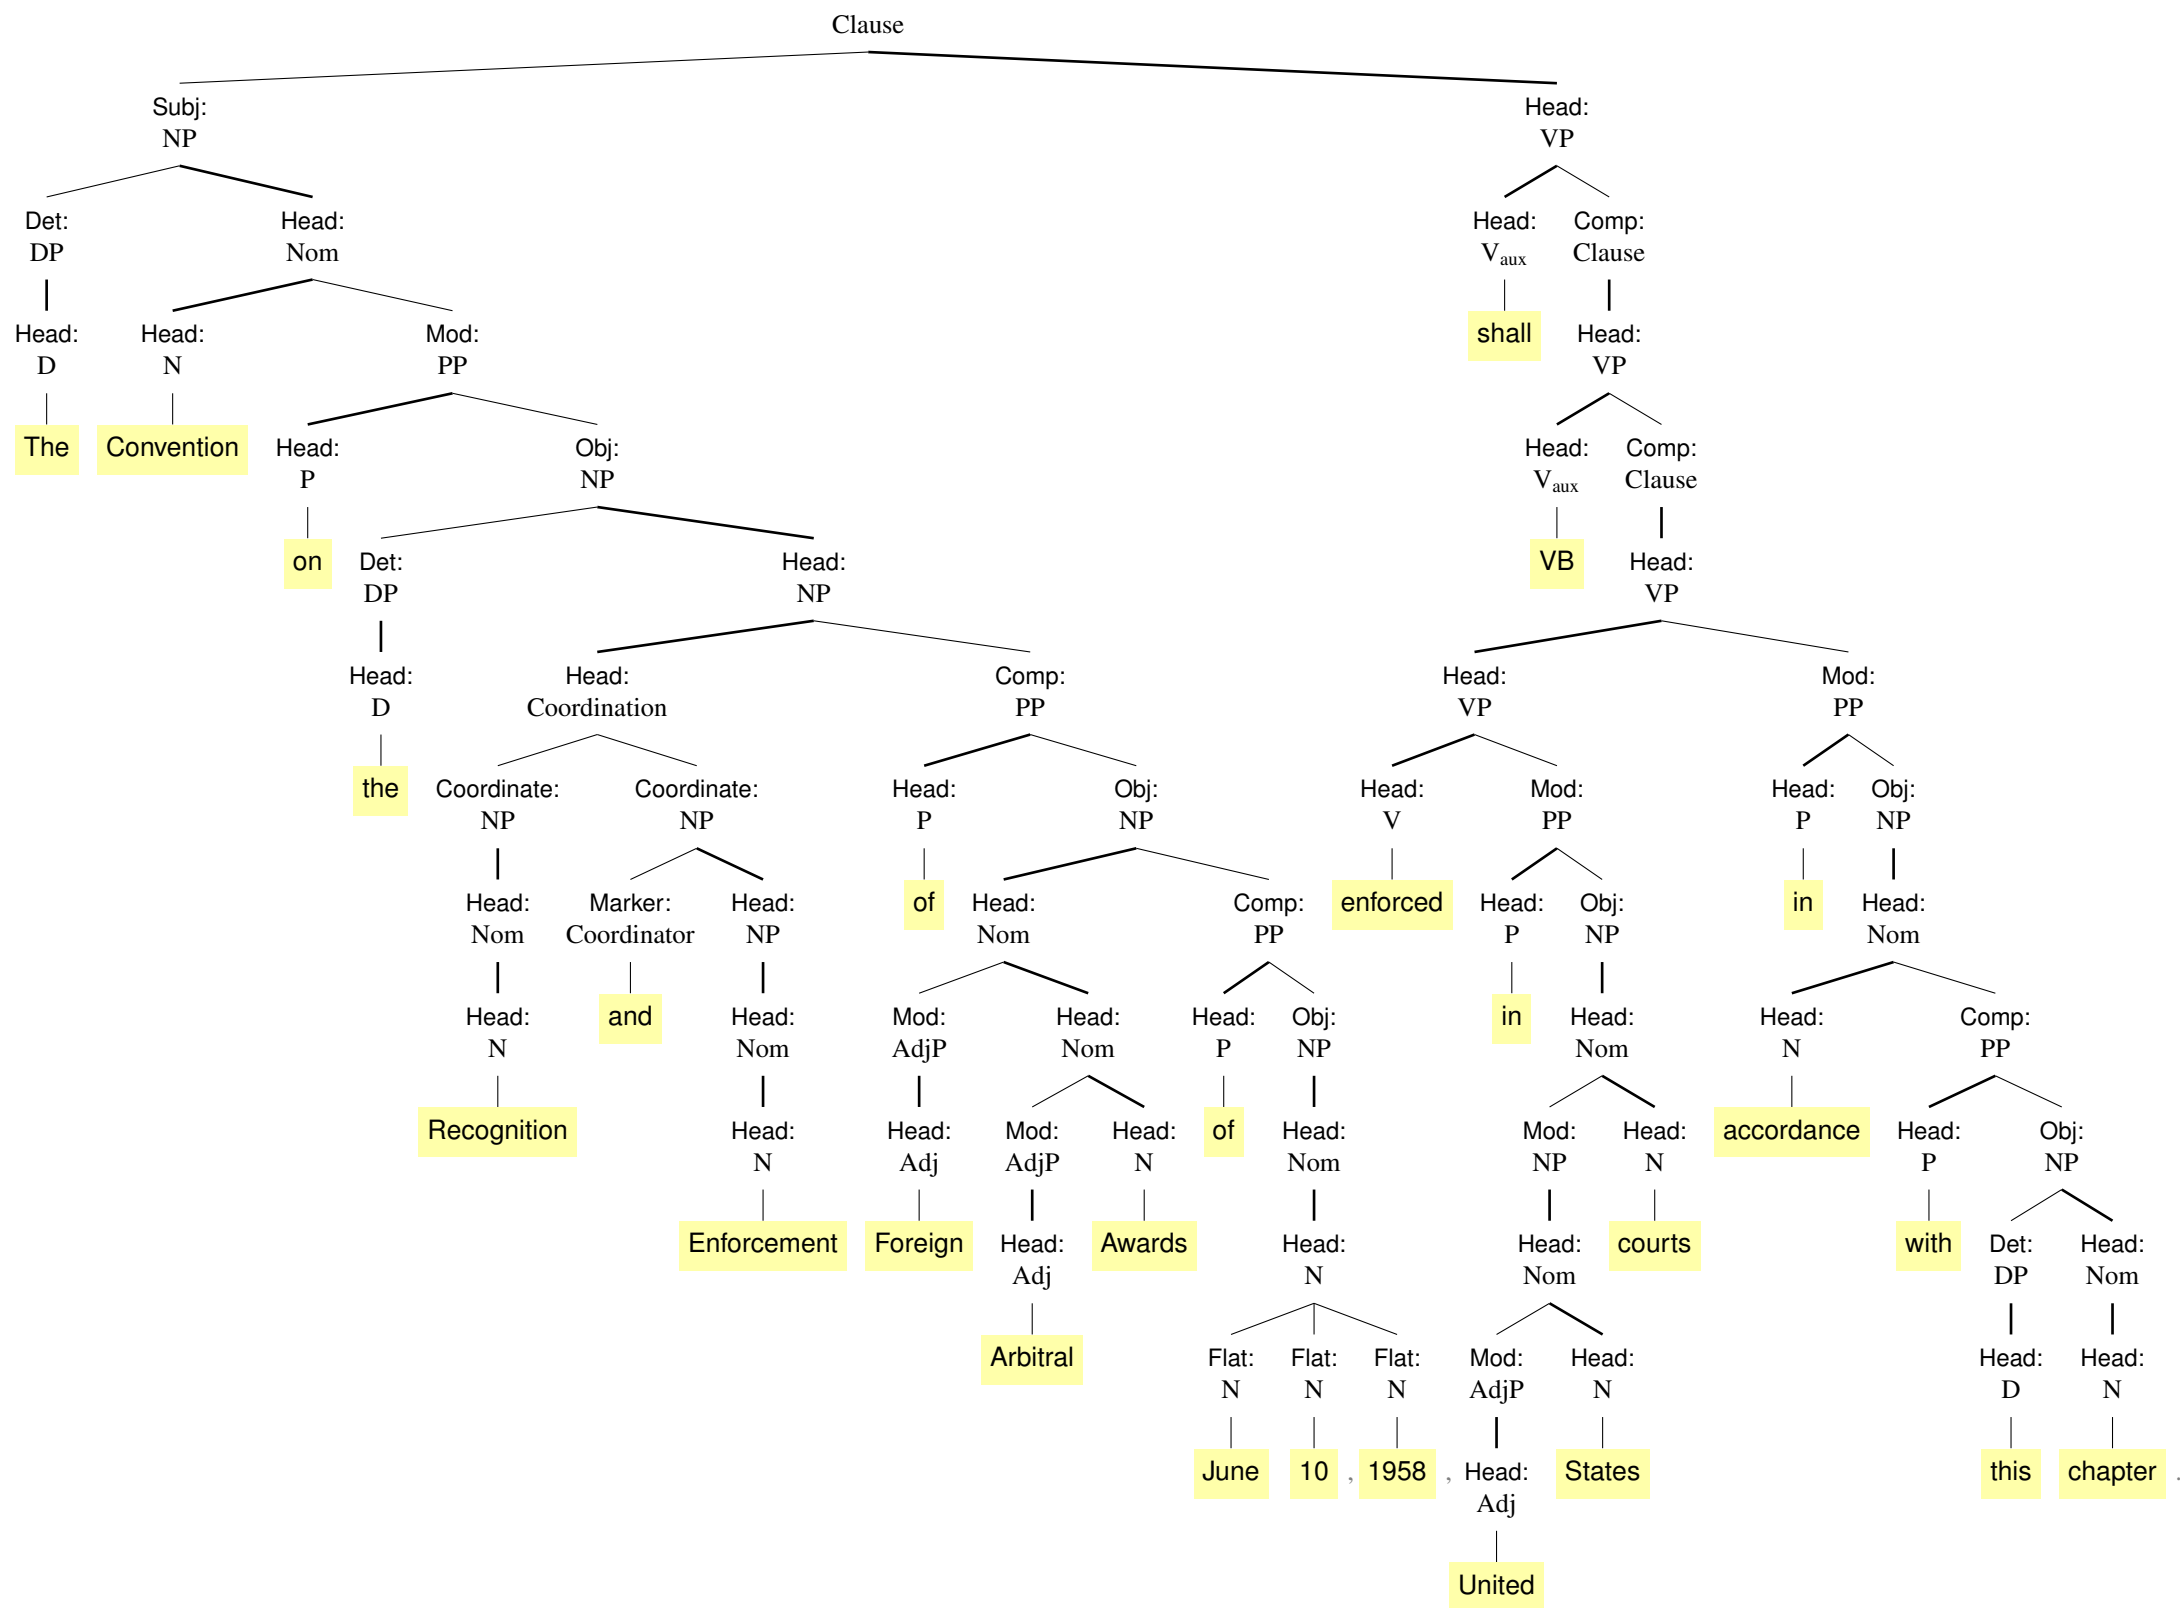 Clause
Subj: Head:
NP VP
Det: Head: Head: Comp:
DP Nom Vaux Clause
Head: Head: Mod: shall Head:
D N PP VP
The Convention Head: Obj: Head: Comp:
P NP Vaux Clause
on Det: Head: VB Head:
DP NP VP
Head: Head: Comp: Head: Mod:
D Coordination PP VP PP
the Coordinate: Coordinate: Head: Obj: Head: Mod: Head: Obj:
NP NP P NP V PP P NP
Head: Marker: Head: of Head: Comp: enforced Head: Obj: in Head:
Nom Coordinator NP Nom PP P NP Nom
Head: and Head: Mod: Head: Head: Obj: in Head: Head: Comp:
N Nom AdjP Nom P NP Nom N PP
Recognition Head: Head: Mod: Head: of Head: Mod: Head: accordance Head: Obj:
N Adj AdjP N Nom NP N P NP
Enforcement Foreign Head: Awards Head: Head: courts with Det: Head:
Adj N Nom DP Nom
Arbitral Flat: Flat: Flat: Mod: Head: Head: Head:
N N N AdjP N D N
June 10 , 1958 , Head: States this chapter .
Adj
United